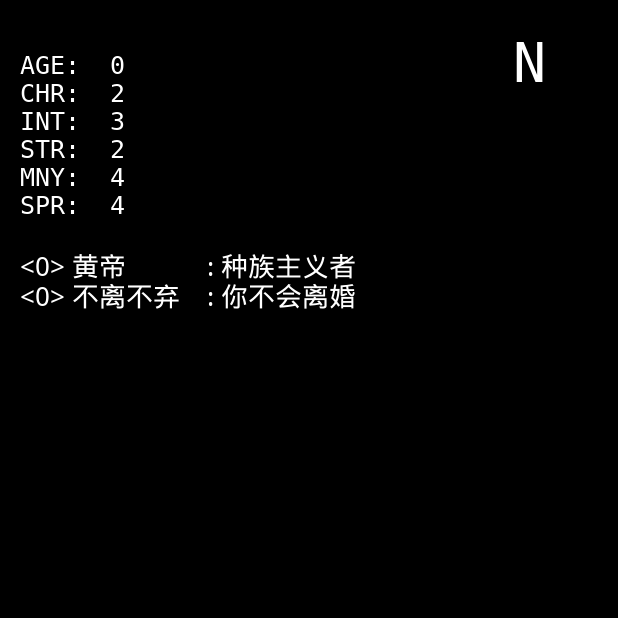 N
AGE: 0
CHR: 2
INT: 3
STR: 2
MNY: 4
SPR: 4
<O> 黄帝 : 种族主义者
<O> 不离不弃 : 你不会离婚